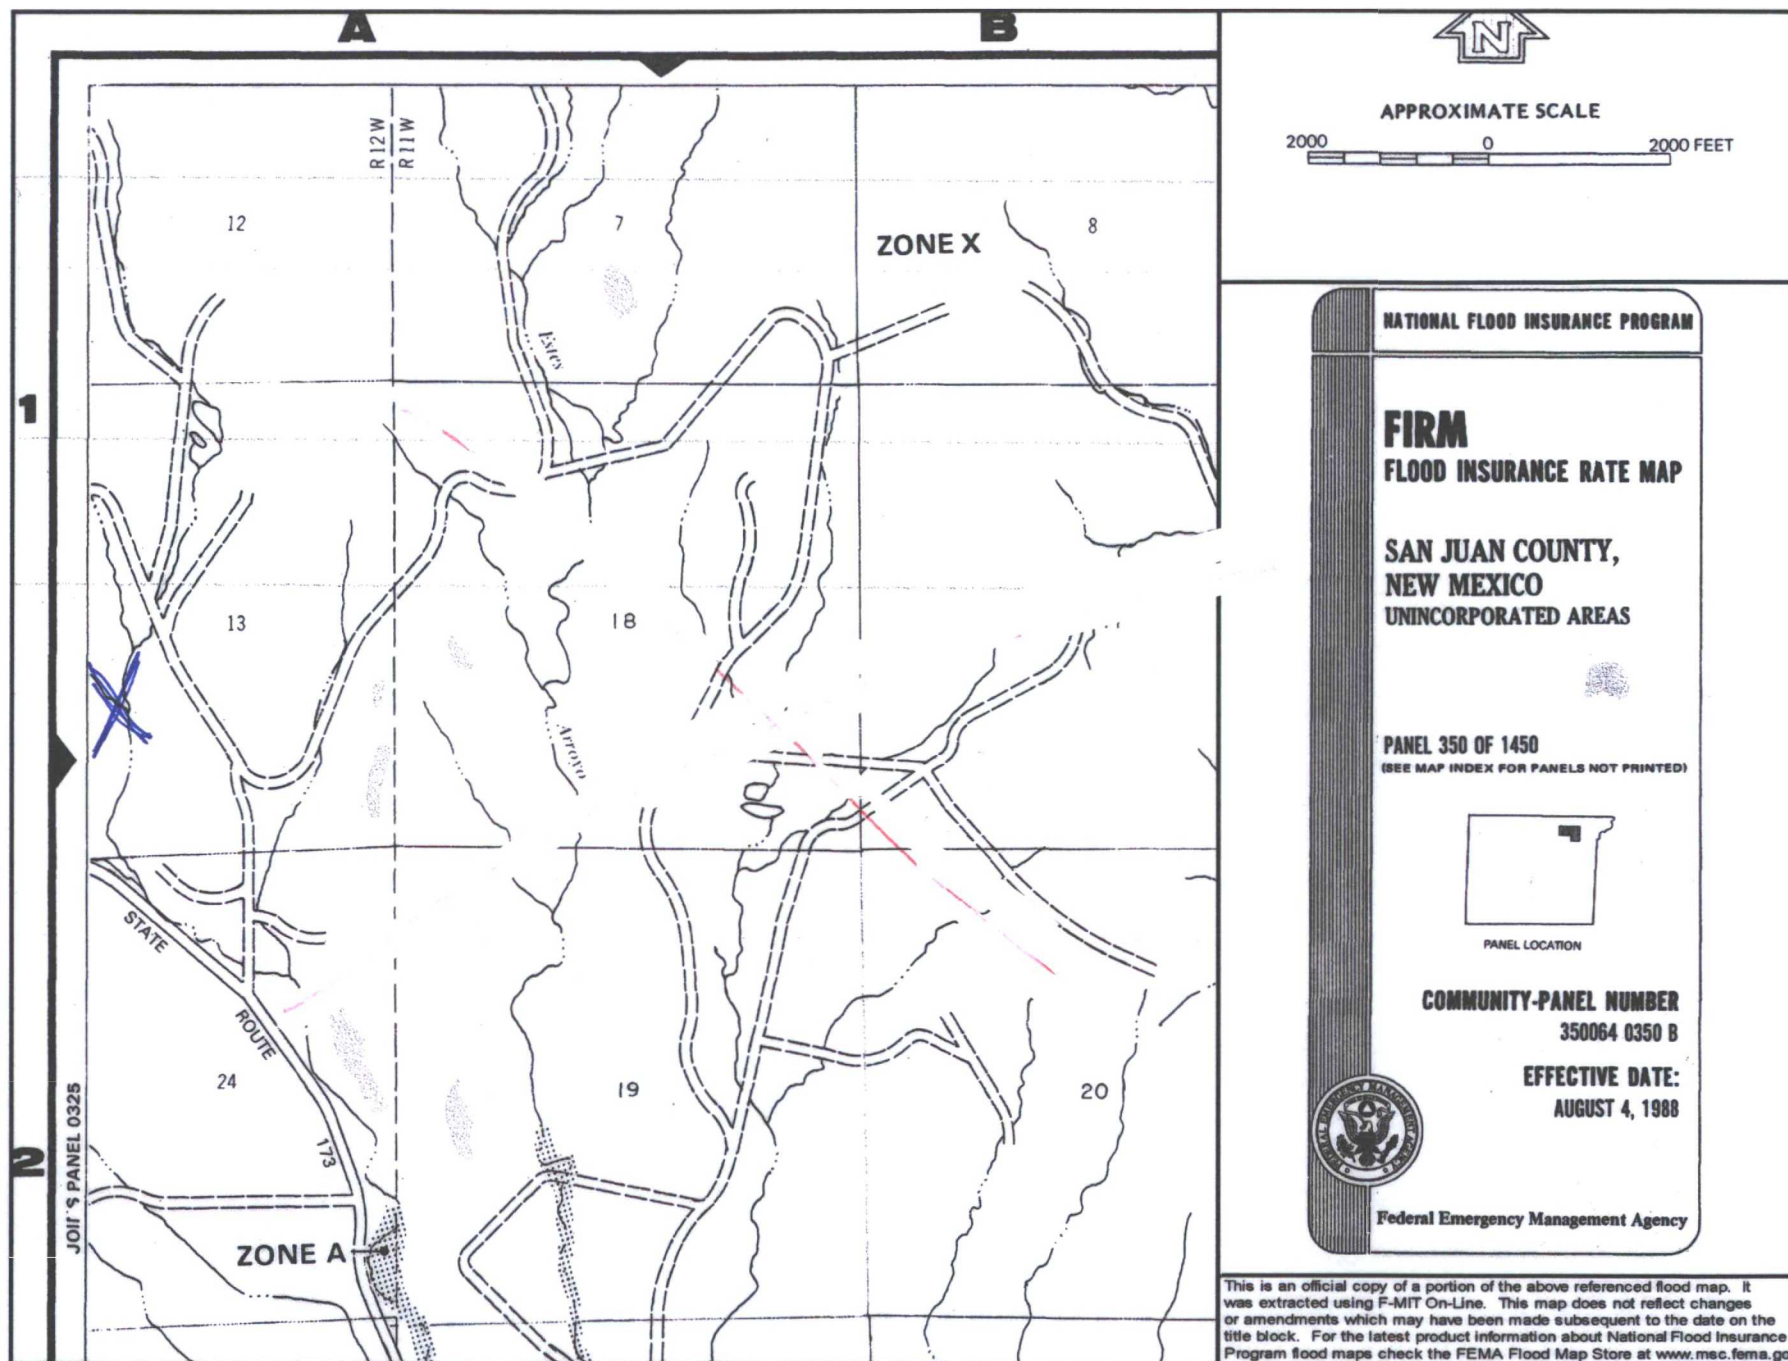 A
B
1
2
R12W
R11W
12
7
8
ZONE X
Estes
13
18
Arroyo
STATE
ROUTE
173
24
19
20
ZONE A
PANEL 0325
N
APPROXIMATE SCALE
2000 0 2000 FEET
NATIONAL FLOOD INSURANCE PROGRAM
FIRM
FLOOD INSURANCE RATE MAP
SAN JUAN COUNTY,
NEW MEXICO
UNINCORPORATED AREAS
PANEL 350 OF 1450
(SEE MAP INDEX FOR PANELS NOT PRINTED)
PANEL LOCATION
COMMUNITY-PANEL NUMBER
350064 0350 B
EFFECTIVE DATE:
AUGUST 4, 1988
FEDERAL EMERGENCY MANAGEMENT AGENCY
Federal Emergency Management Agency
This is an official copy of a portion of the above referenced flood map. It
was extracted using F-MIT On-Line. This map does not reflect changes
or amendments which may have been made subsequent to the date on the
title block. For the latest product information about National Flood Insurance
Program flood maps check the FEMA Flood Map Store at www.msc.fema.go